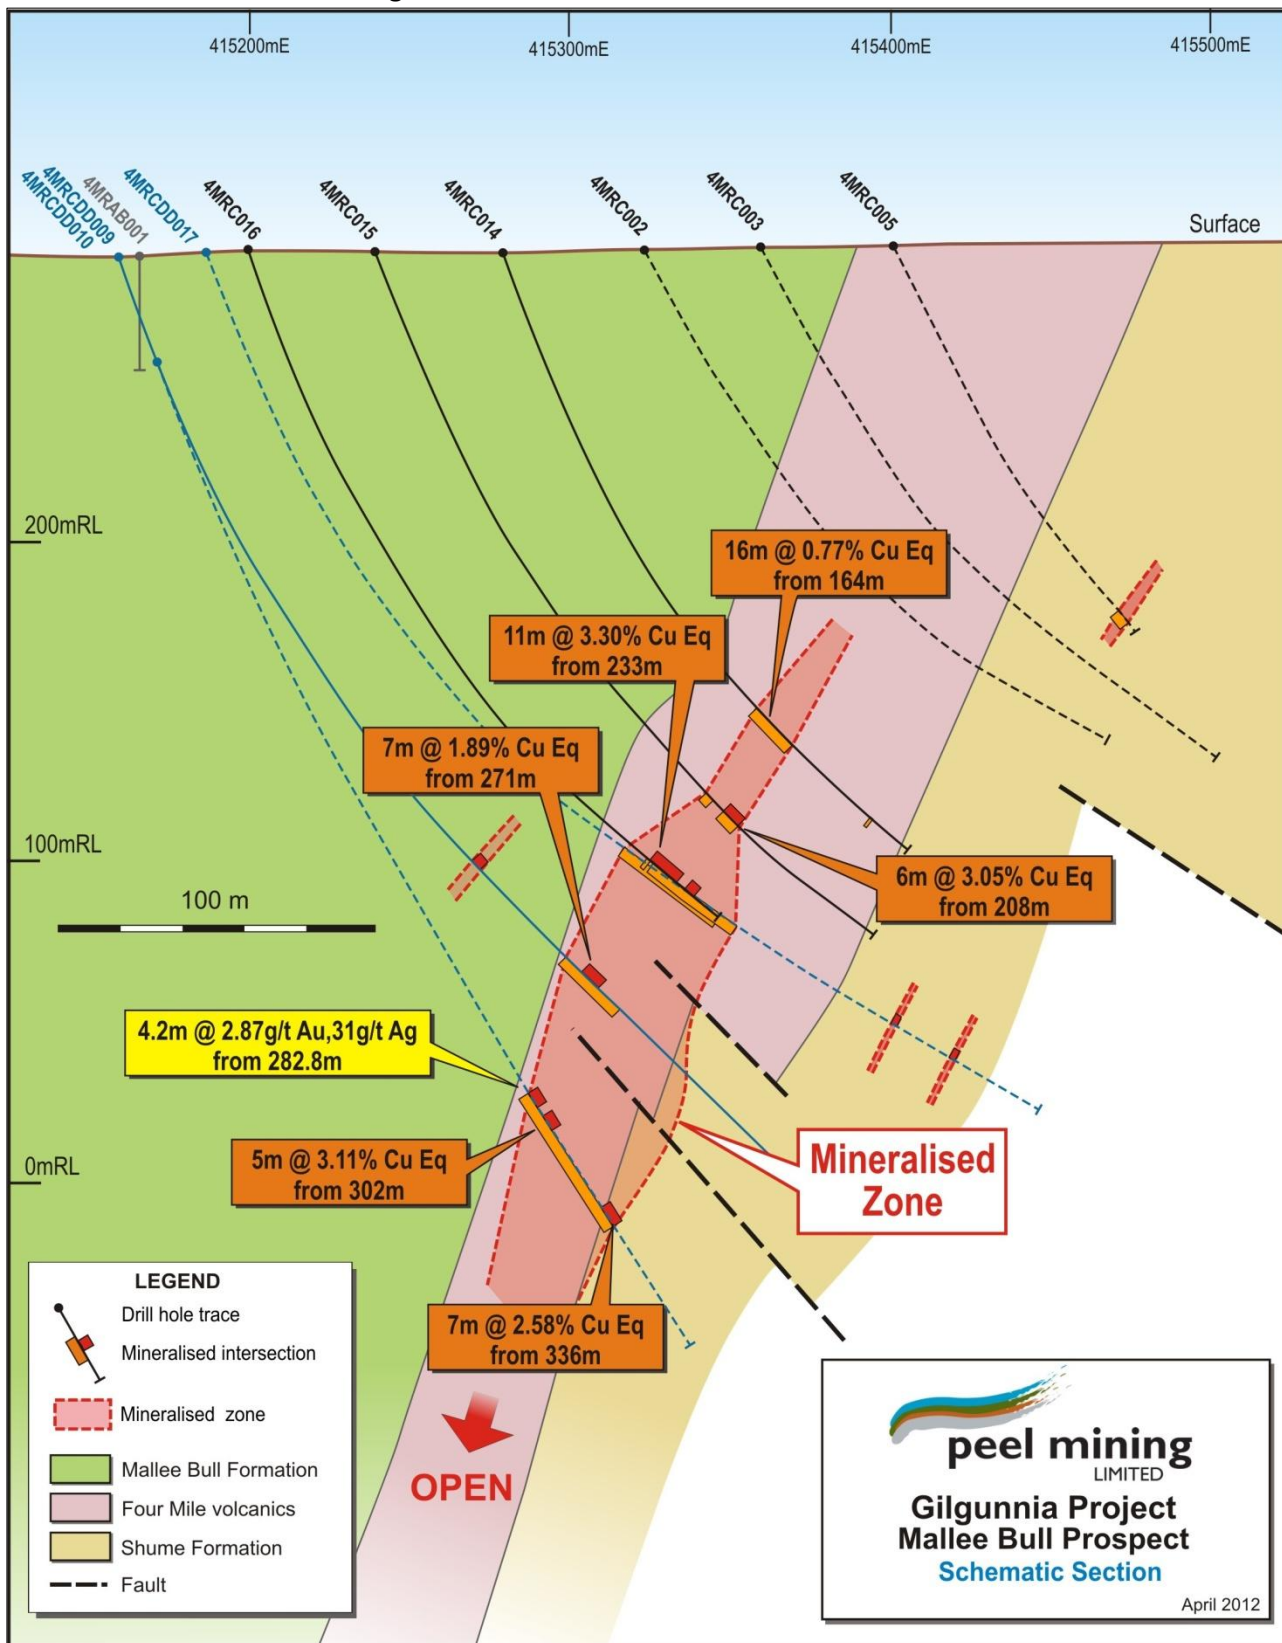 415200mE
415300mE
415400mE
415500mE
4MRCDD010
4MRCDD009
4MRAB001
4MRCDD017
4MRC016
4MRC015
4MRC014
4MRC002
4MRC003
4MRC005
Surface
200mRL
16m @ 0.77% Cu Eq
from 164m
11m @ 3.30% Cu Eq
from 233m
7m @ 1.89% Cu Eq
from 271m
100mRL
6m @ 3.05% Cu Eq
from 208m
100 m
4.2m @ 2.87g/t Au,31g/t Ag
from 282.8m
5m @ 3.11% Cu Eq
from 302m
0mRL
Mineralised
Zone
7m @ 2.58% Cu Eq
from 336m
OPEN
LEGEND
Drill hole trace
Mineralised intersection
Mineralised zone
Mallee Bull Formation
Four Mile volcanics
Shume Formation
Fault
peel mining
LIMITED
Gilgunnia Project
Mallee Bull Prospect
Schematic Section
April 2012